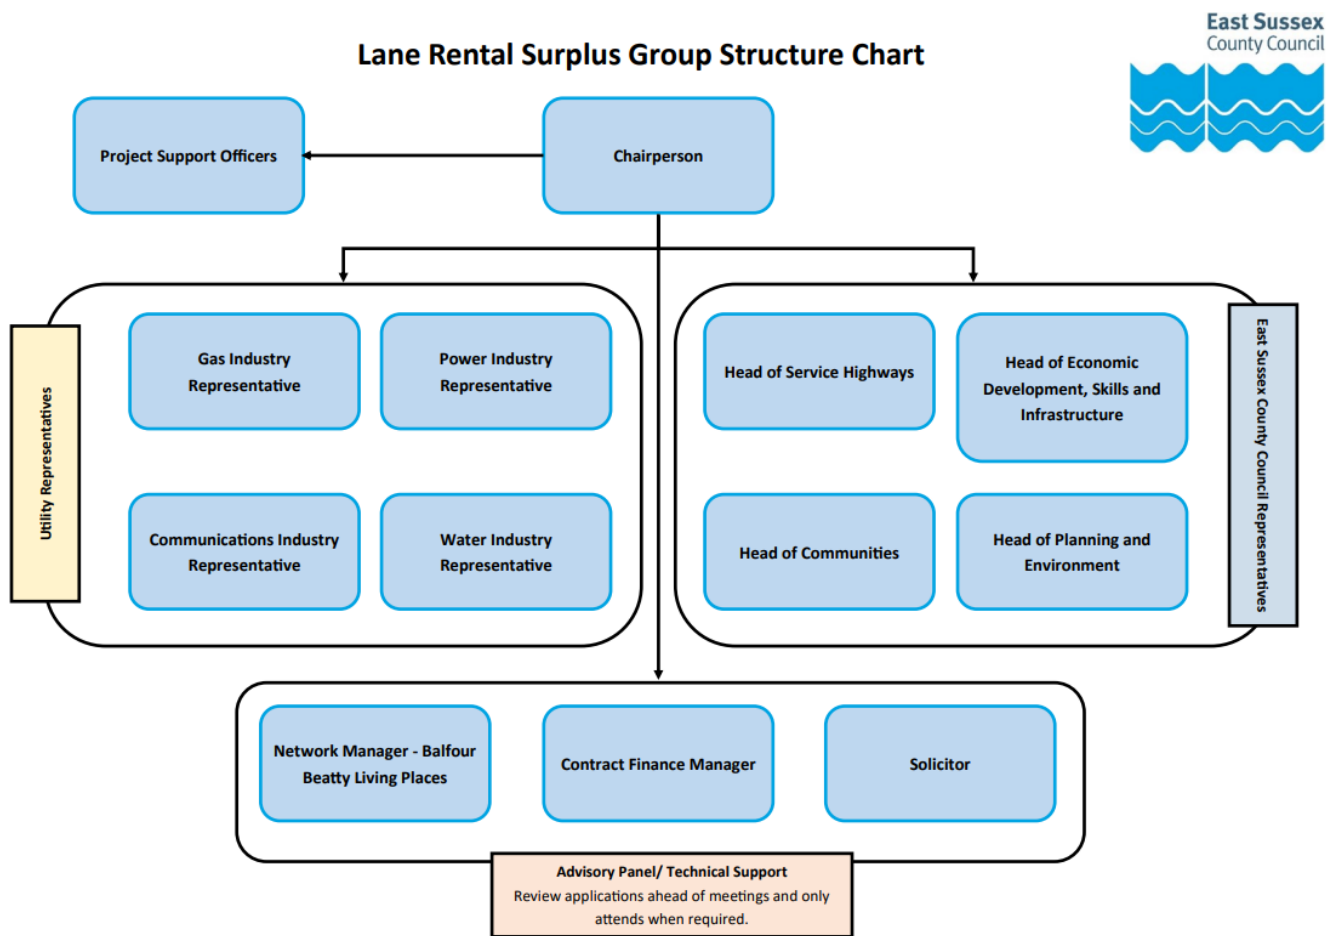 East Sussex
County Council
Lane Rental Surplus Group Structure Chart
Project Support Officers
Chairperson
Utility Representatives
Gas Industry
Representative
Power Industry
Representative
Communications Industry
Representative
Water Industry
Representative
Head of Service Highways
Head of Economic
Development, Skills and
Infrastructure
Head of Communities
Head of Planning and
Environment
East Sussex County Council Representatives
Network Manager - Balfour
Beatty Living Places
Contract Finance Manager
Solicitor
Advisory Panel/ Technical Support
Review applications ahead of meetings and only
attends when required.